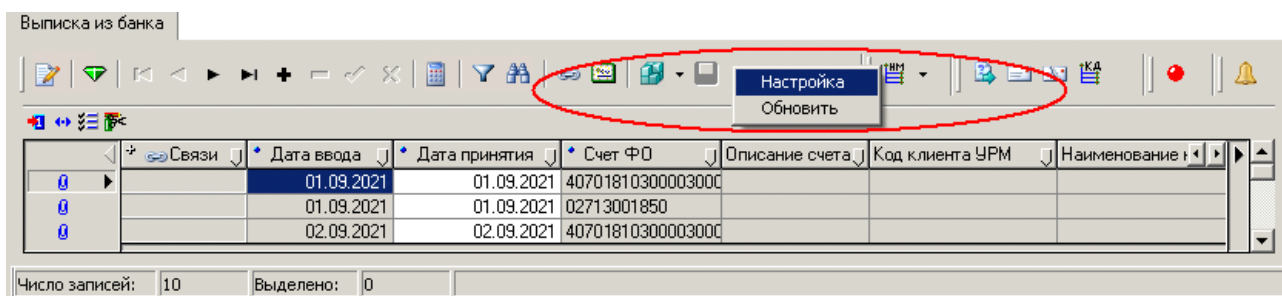 Выписка из банка
НМ
КД
Настройка
Обновить
Связи Дата ввода Дата принятия Счет ФО Описание счета Код клиента УРМ Наименование
01.09.2021 01.09.2021 40701810300003000
01.09.2021 01.09.2021 02713001850
02.09.2021 02.09.2021 40701810300003000
Число записей: 10 Выделено: 0